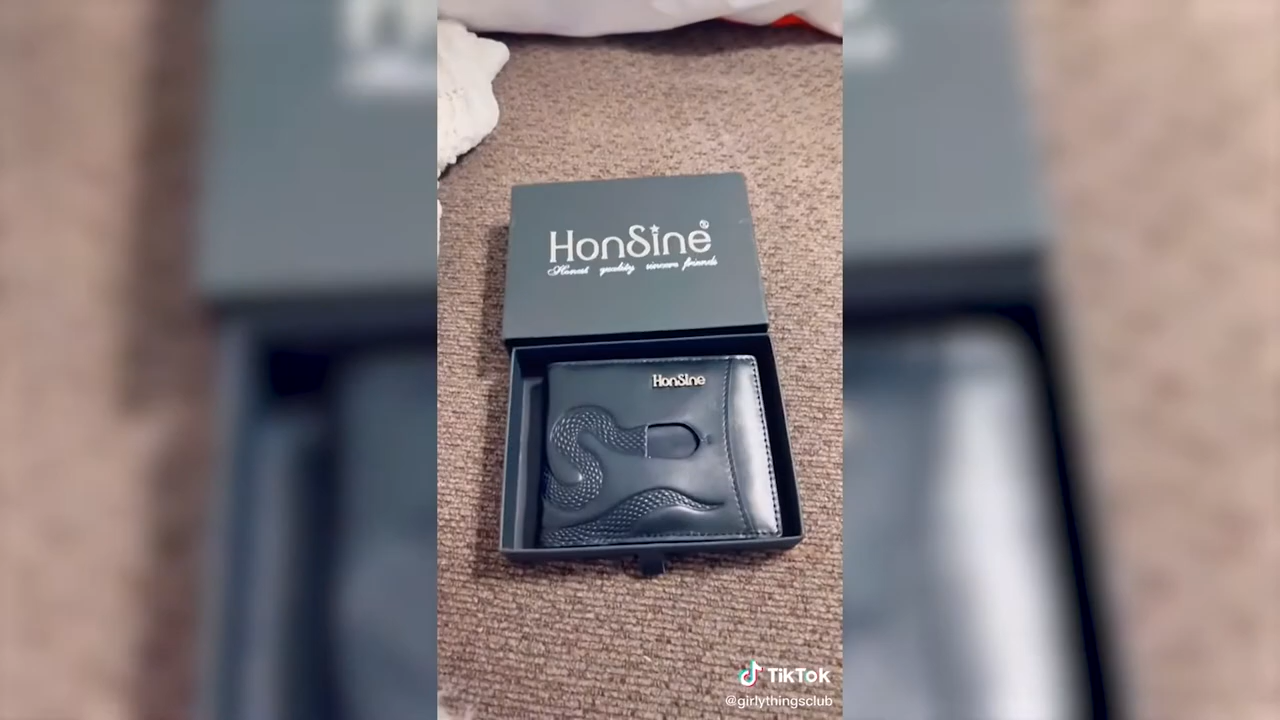 HonSine
Honest quality sincere friends
HonSine
TikTok
@girlythingsclub